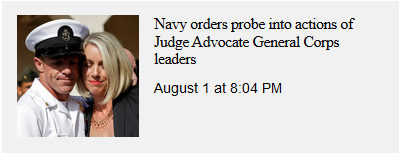 Navy orders probe into actions of
Judge Advocate General Corps
leaders
August 1 at 8:04 PM